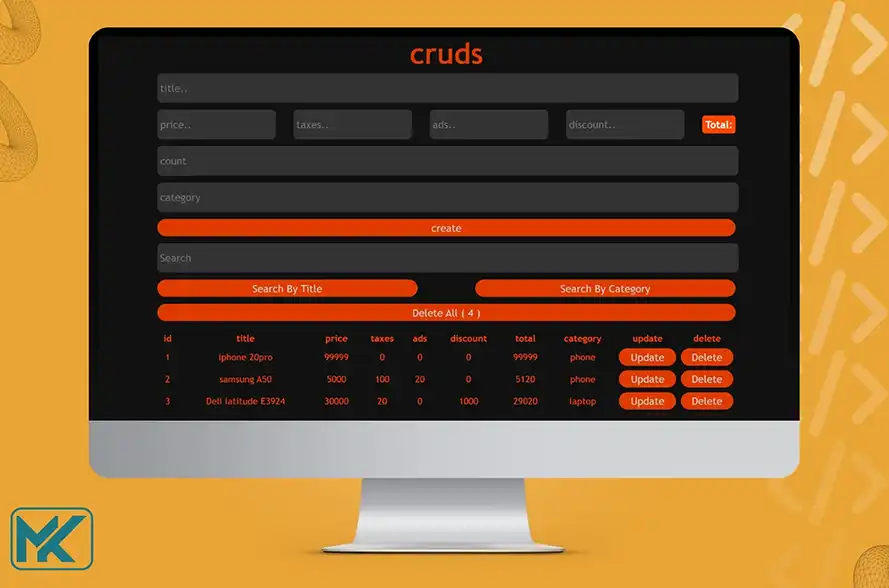 cruds
title..
price.. taxes.. ads.. discount.. Total:
count
category
create
Search
Search By Title Search By Category
Delete All ( 4 )
id title price taxes ads discount total category update delete
1 iphone 20pro 99999 0 0 0 99999 phone Update Delete
2 samsung A50 5000 100 20 0 5120 phone Update Delete
3 Dell latitude E3924 30000 20 0 1000 29020 laptop Update Delete
MK